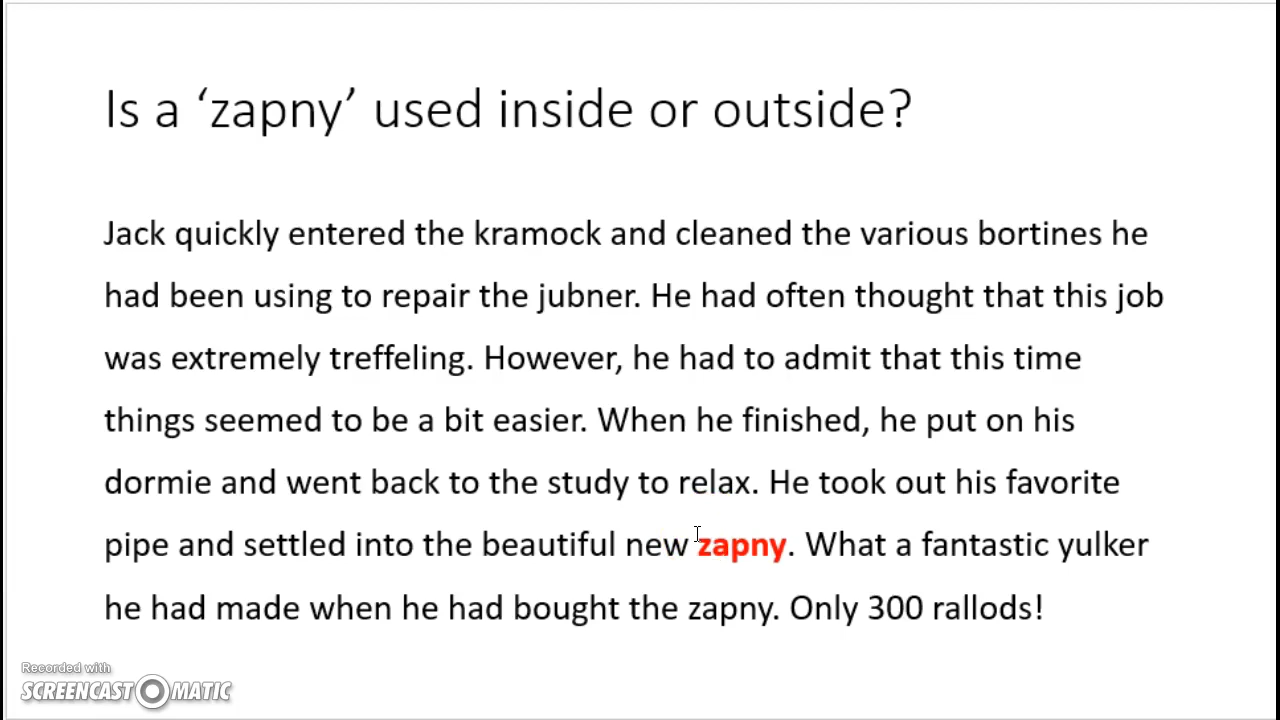 Is a ‘zapny’ used inside or outside?
Jack quickly entered the kramock and cleaned the various bortines he
had been using to repair the jubner. He had often thought that this job
was extremely treffeling. However, he had to admit that this time
things seemed to be a bit easier. When he finished, he put on his
dormie and went back to the study to relax. He took out his favorite
pipe and settled into the beautiful new zapny. What a fantastic yulker
he had made when he had bought the zapny. Only 300 rallods!
Recorded with
SCREENCAST O MATIC